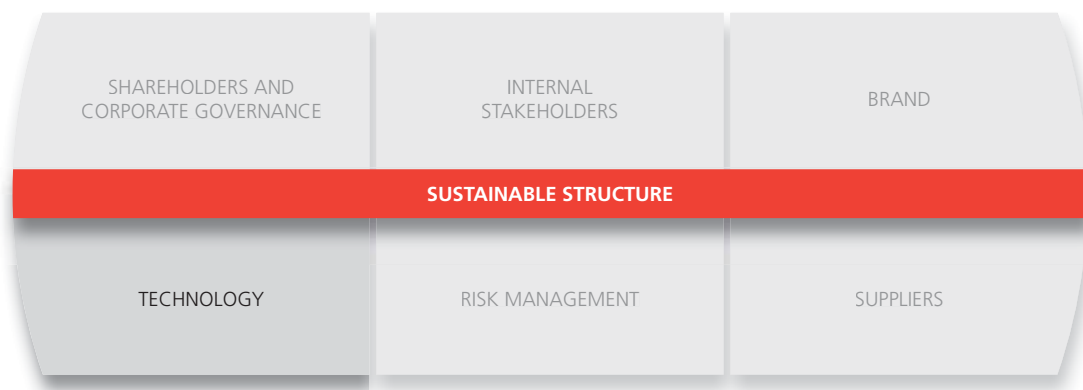 SHAREHOLDERS AND
CORPORATE GOVERNANCE
INTERNAL
STAKEHOLDERS
BRAND
SUSTAINABLE STRUCTURE
TECHNOLOGY
RISK MANAGEMENT
SUPPLIERS